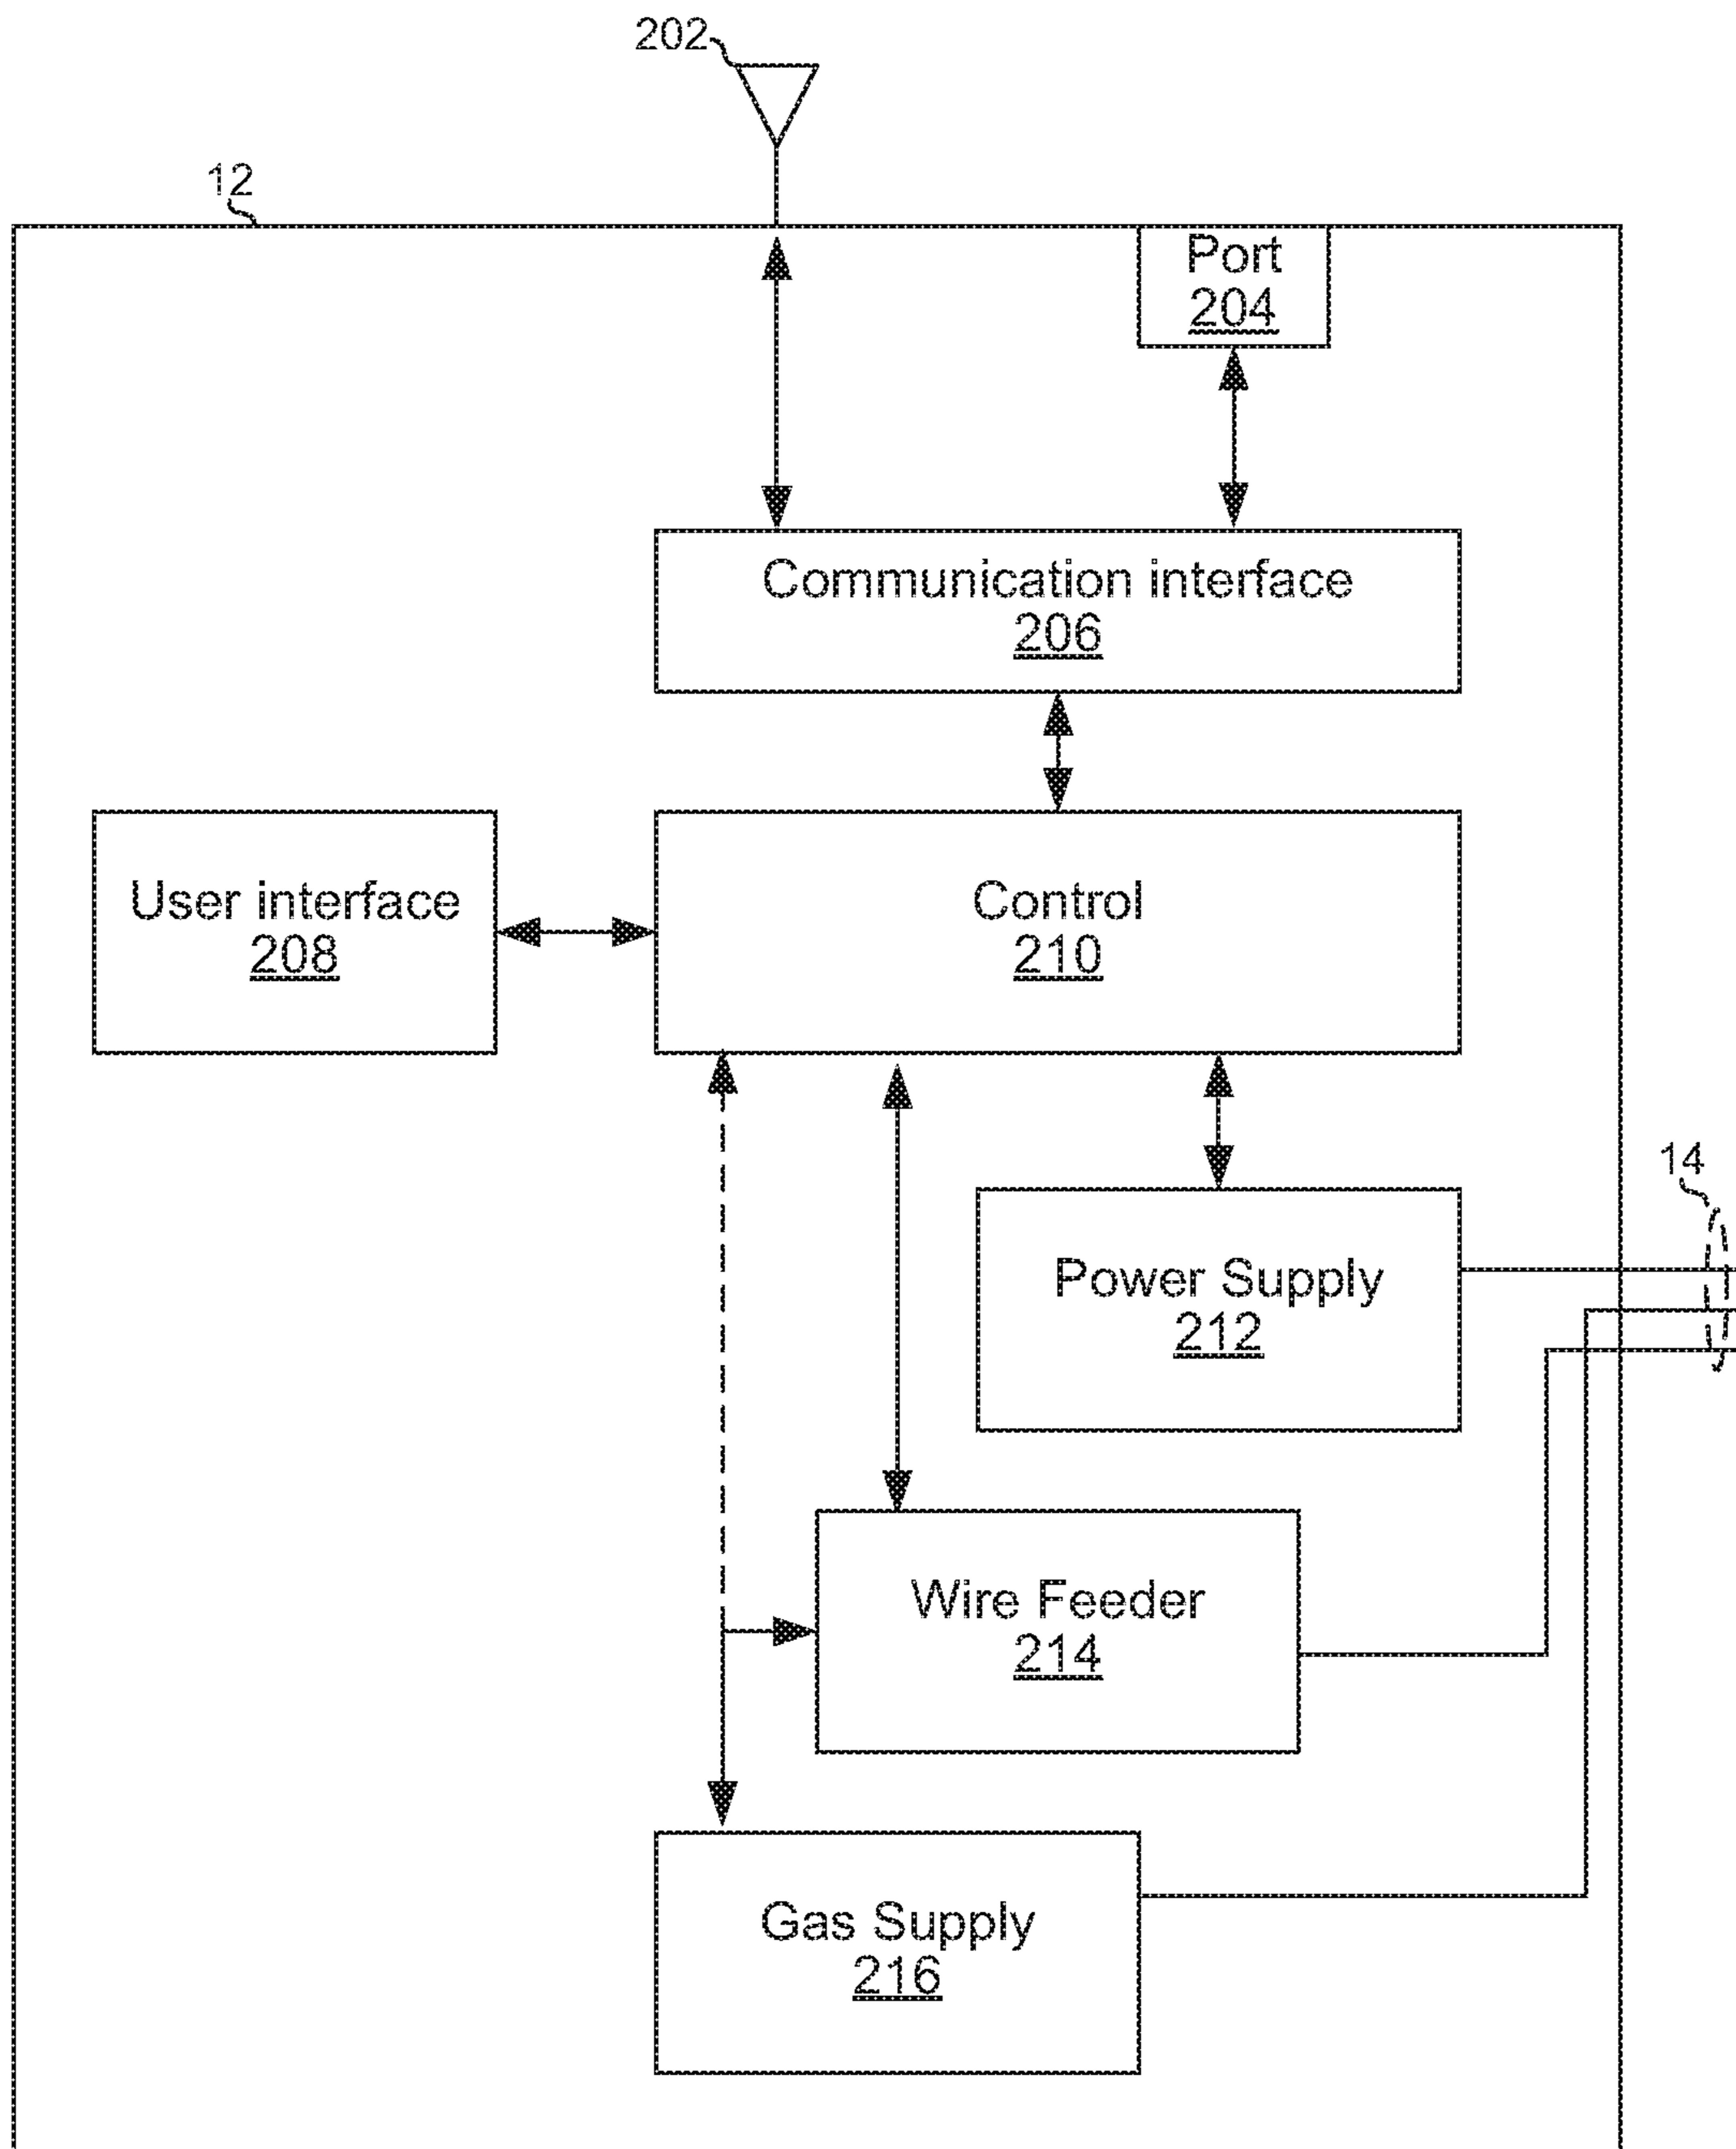 202
12
Port
204
Communication interface
206
User interface
208
Control
210
14
Power Supply
212
Wire Feeder
214
Gas Supply
216